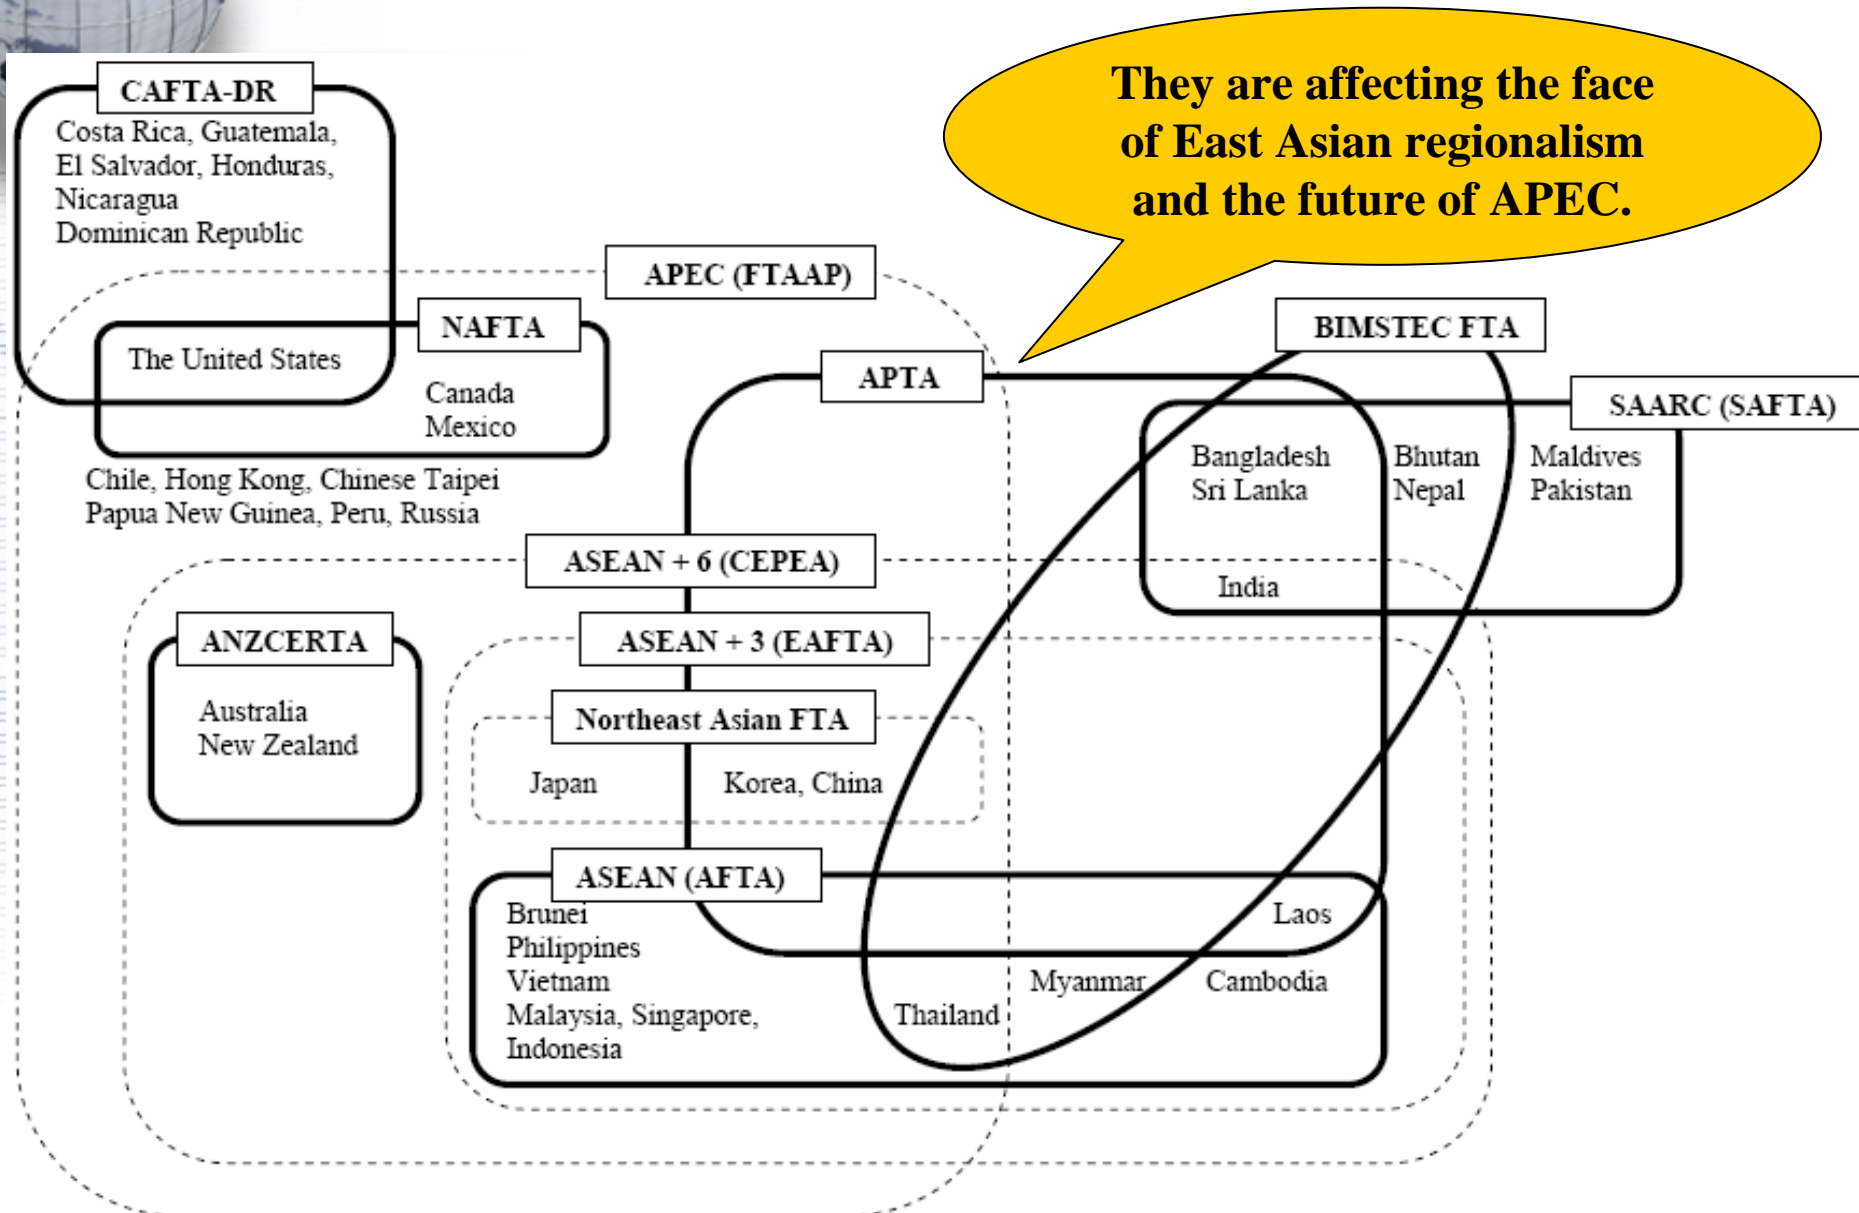 CAFTA-DR
Costa Rica, Guatemala,
El Salvador, Honduras,
Nicaragua
Dominican Republic
They are affecting the face
of East Asian regionalism
and the future of APEC.
APEC (FTAAP)
NAFTA
The United States
Canada
Mexico
Chile, Hong Kong, Chinese Taipei
Papua New Guinea, Peru, Russia
APTA
BIMSTEC FTA
SAARC (SAFTA)
Bangladesh
Sri Lanka
Bhutan
Nepal
Maldives
Pakistan
India
ASEAN + 6 (CEPEA)
ANZCERTA
Australia
New Zealand
ASEAN + 3 (EAFTA)
Northeast Asian FTA
Japan
Korea, China
ASEAN (AFTA)
Brunei
Philippines
Vietnam
Malaysia, Singapore,
Indonesia
Laos
Myanmar
Cambodia
Thailand